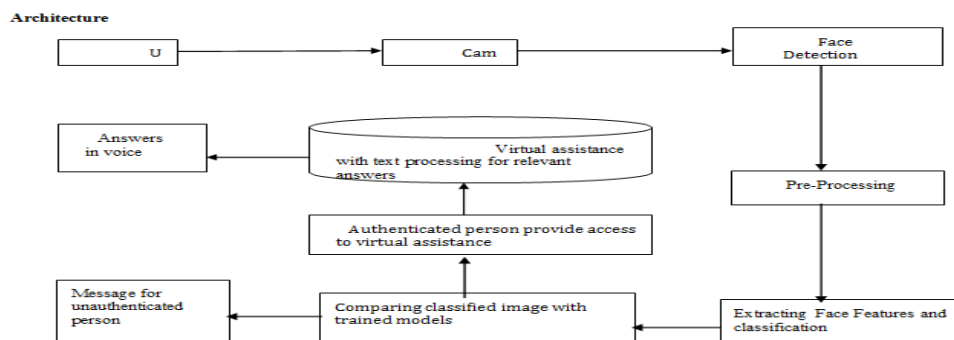 Architecture
U
Cam
Face
Detection
Answers
in voice
Virtual assistance
with text processing for relevant
answers
Pre-Processing
Authenticated person provide access
to virtual assistance
Message for
unauthenticated
person
Comparing classified image with
trained models
Extracting Face Features and
classification